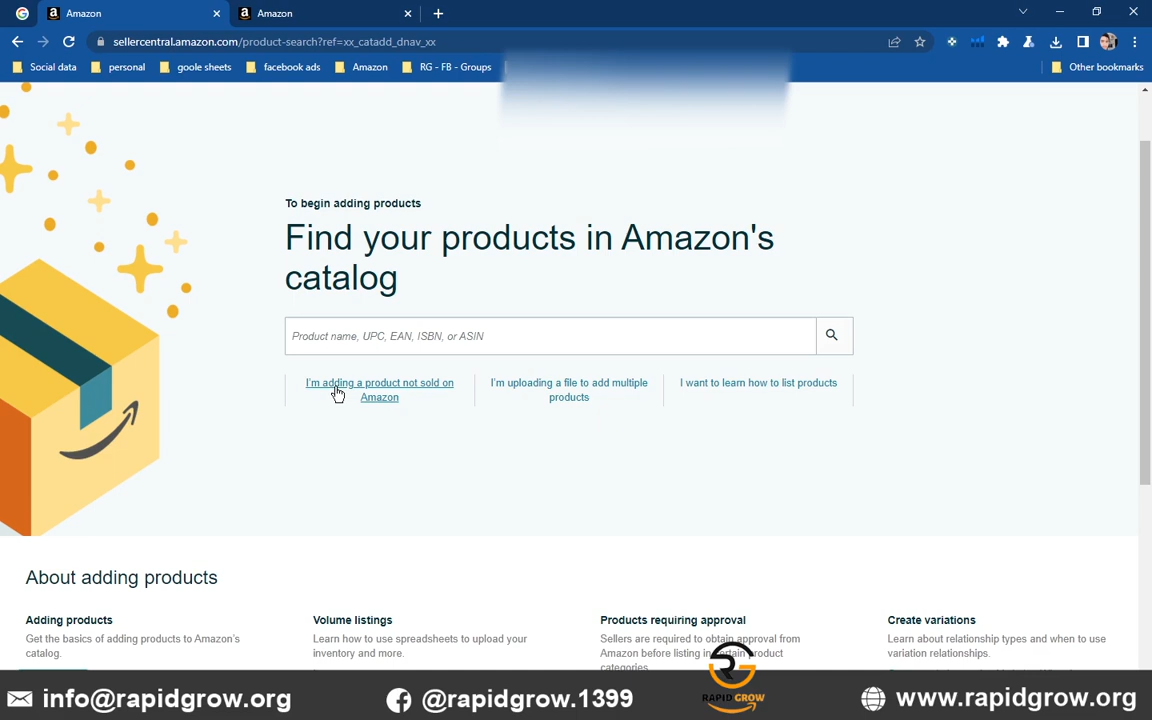 Amazon
Amazon
sellercentral.amazon.com/product-search?ref=xx_catadd_dnav_xx
Social data
personal
goole sheets
facebook ads
Amazon
RG - FB - Groups
Other bookmarks
To begin adding products
Find your products in Amazon's
catalog
Product name, UPC, EAN, ISBN, or ASIN
I'm adding a product not sold on
Amazon
I'm uploading a file to add multiple
products
I want to learn how to list products
About adding products
Adding products
Get the basics of adding products to Amazon's
catalog.
Volume listings
Learn how to use spreadsheets to upload your
inventory and more.
Products requiring approval
Sellers are required to obtain approval from
Amazon before listing in certain product
categories.
Create variations
Learn about relationship types and when to use
variation relationships.
info@rapidgrow.org
@rapidgrow.1399
RAPID GROW
www.rapidgrow.org